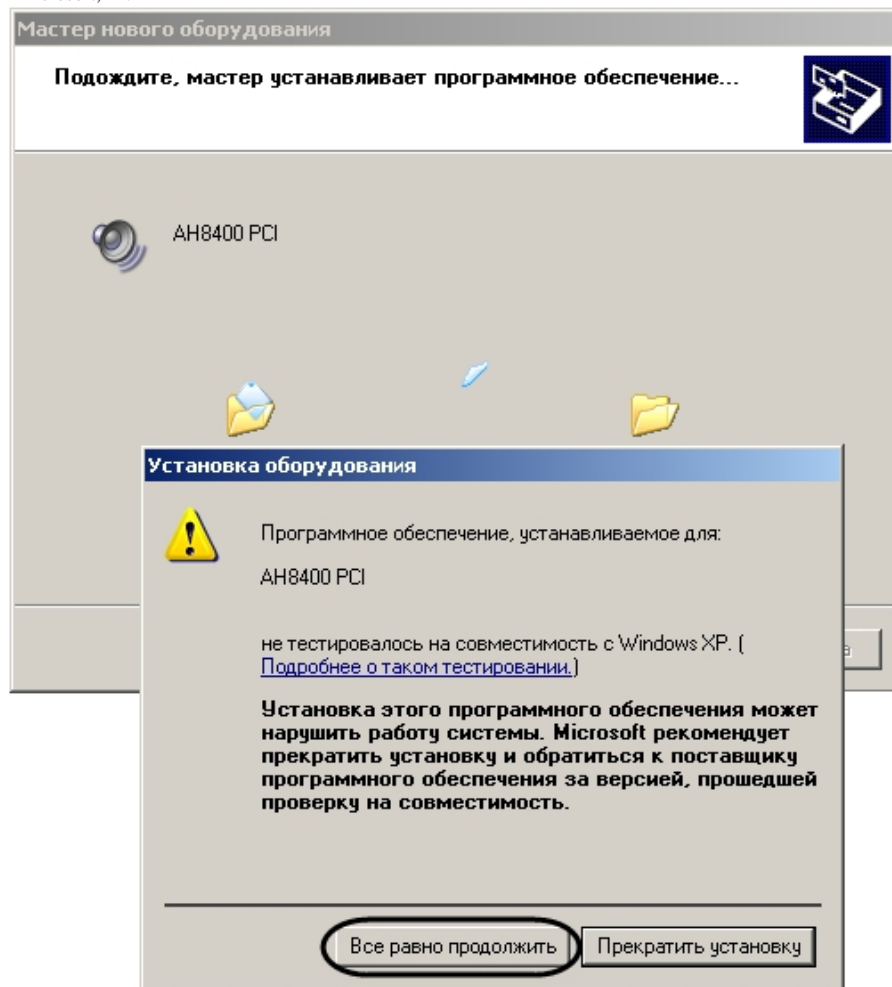 Мастер нового оборудования
Подождите, мастер устанавливает программное обеспечение...
AH8400 PCI
Установка оборудования
Программное обеспечение, устанавливаемое для:
AH8400 PCI
не тестировалось на совместимость с Windows XP. (
Подробнее о таком тестировании.)
Установка этого программного обеспечения может
нарушить работу системы. Microsoft рекомендует
прекратить установку и обратиться к поставщику
программного обеспечения за версией, прошедшей
проверку на совместимость.
Все равно продолжить
Прекратить установку